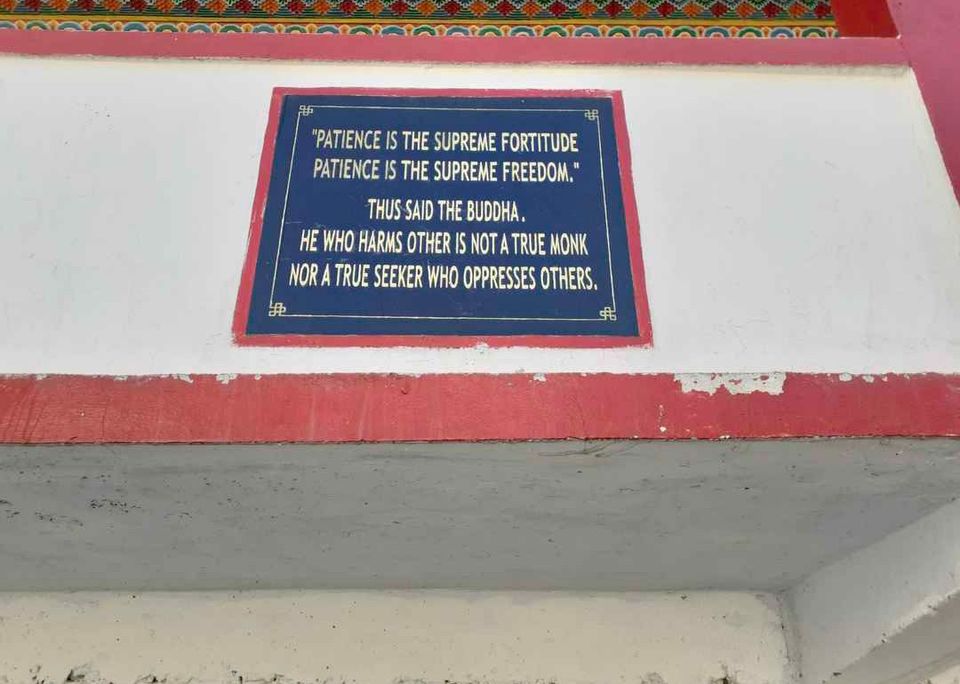 "PATIENCE IS THE SUPREME FORTITUDE
PATIENCE IS THE SUPREME FREEDOM."
THUS SAID THE BUDDHA.
HE WHO HARMS OTHER IS NOT A TRUE MONK
NOR A TRUE SEEKER WHO OPPRESSES OTHERS.